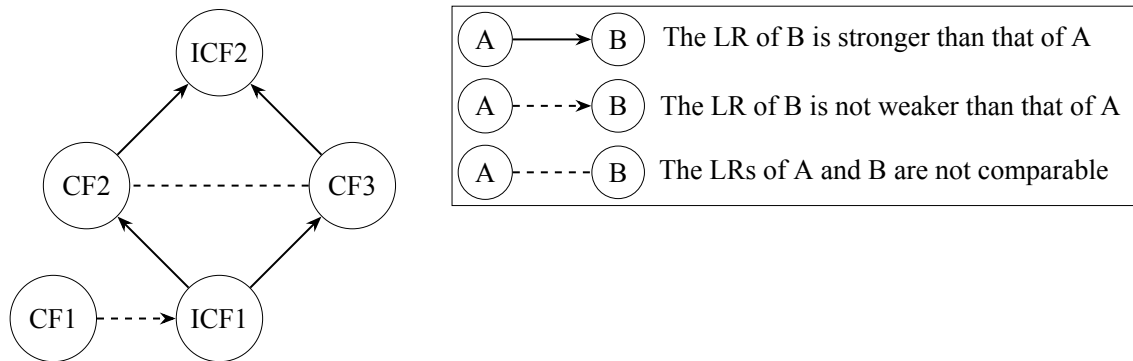 ICF2
CF2
CF3
CF1
ICF1
A B The LR of B is stronger than that of A
A B The LR of B is not weaker than that of A
A B The LRs of A and B are not comparable